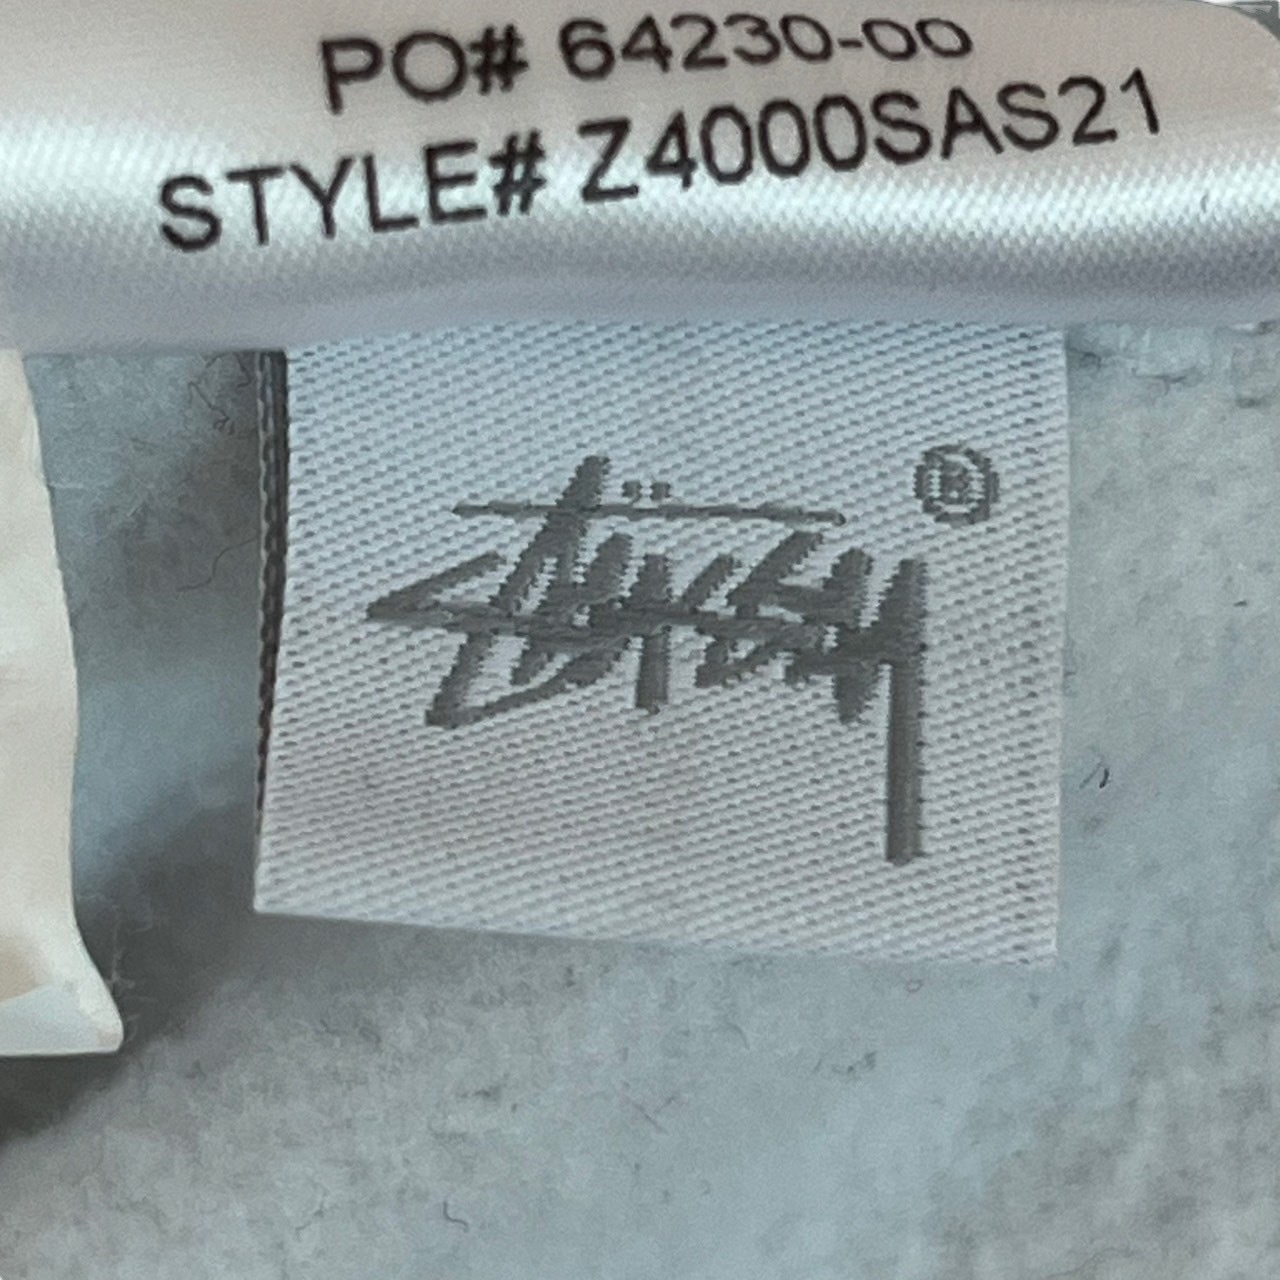 PO# 64230-00
STYLE# Z4000SAS21
Stüssy ®